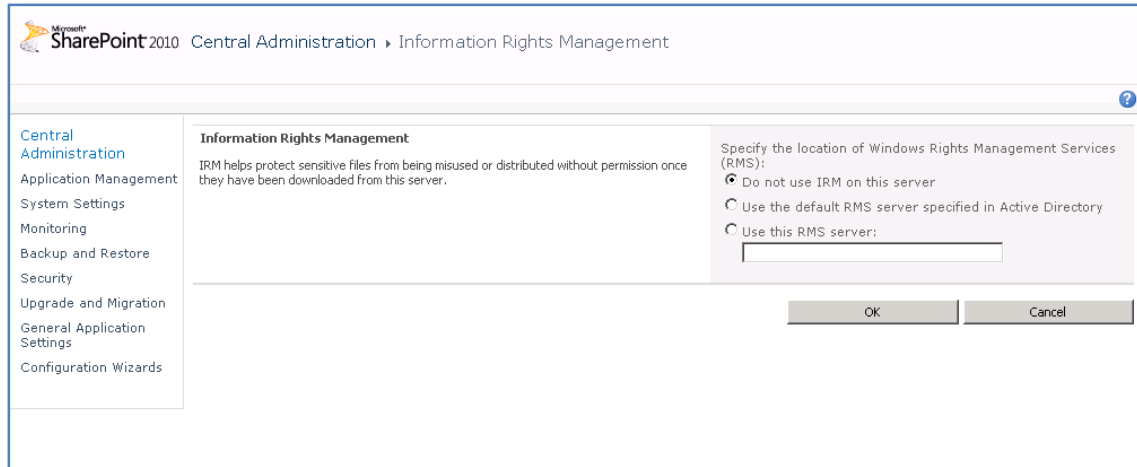 Microsoft
SharePoint 2010 Central Administration ▸ Information Rights Management
?
Central
Administration
Application Management
System Settings
Monitoring
Backup and Restore
Security
Upgrade and Migration
General Application
Settings
Configuration Wizards
Information Rights Management
IRM helps protect sensitive files from being misused or distributed without permission once
they have been downloaded from this server.
Specify the location of Windows Rights Management Services
(RMS):
Do not use IRM on this server
Use the default RMS server specified in Active Directory
Use this RMS server:
OK Cancel